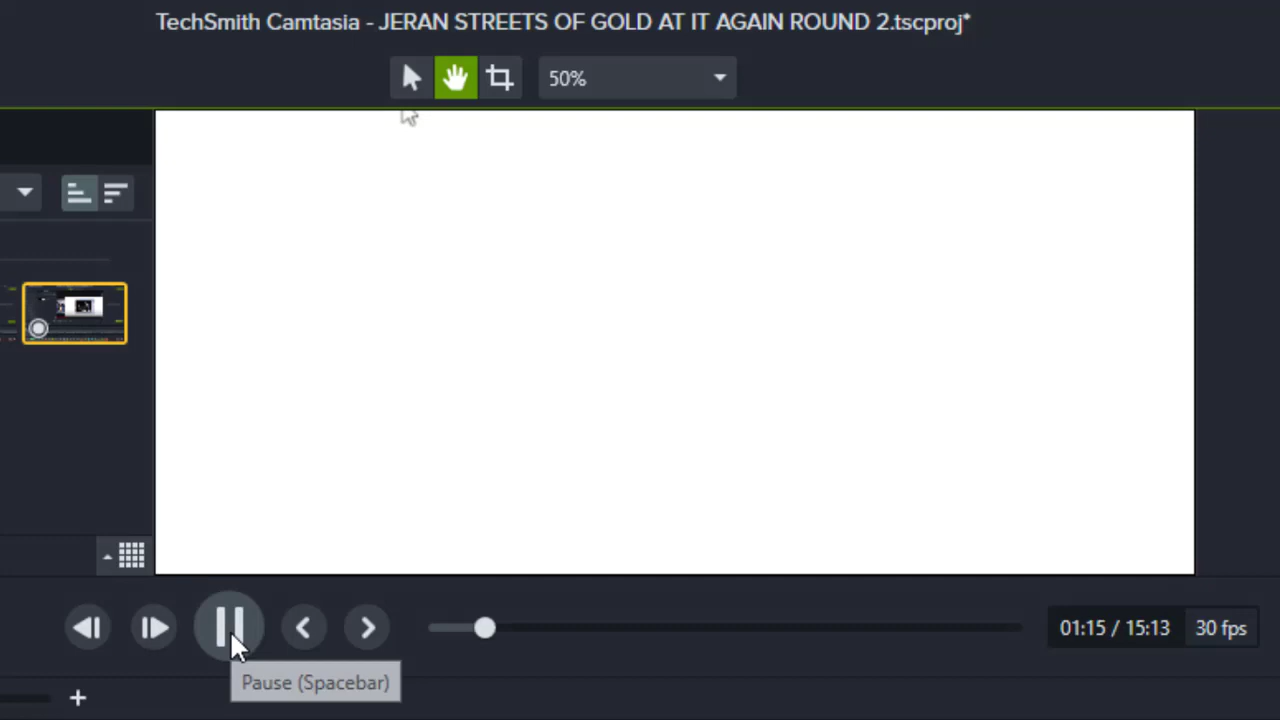 TechSmith Camtasia - JERAN STREETS OF GOLD AT IT AGAIN ROUND 2.tscproj*
50%
01:15 / 15:13
30 fps
Pause (Spacebar)